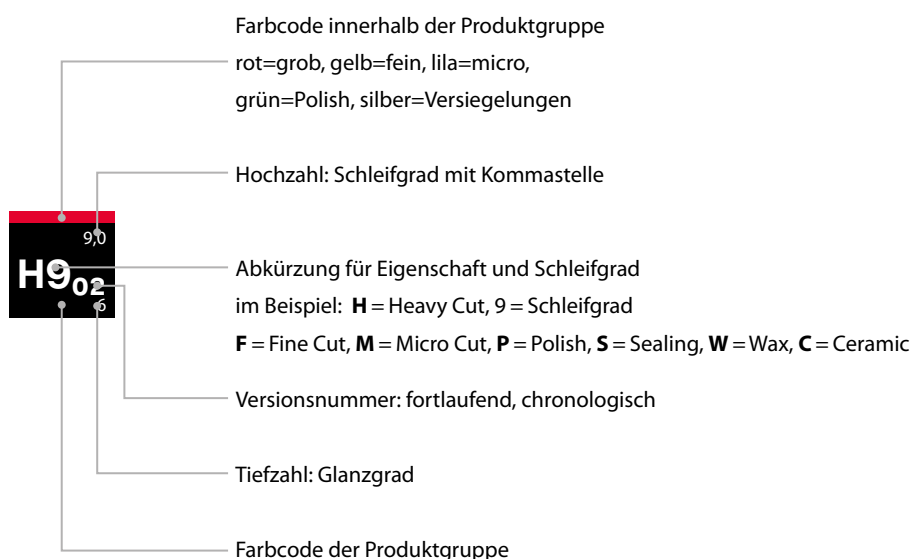 Farbcode innerhalb der Produktgruppe
rot=grob, gelb=fein, lila=micro,
grün=Polish, silber=Versiegelungen
Hochzahl: Schleifgrad mit Kommastelle
9,0
H9 02
6
Abkürzung für Eigenschaft und Schleifgrad
im Beispiel: H = Heavy Cut, 9 = Schleifgrad
F = Fine Cut, M = Micro Cut, P = Polish, S = Sealing, W = Wax, C = Ceramic
Versionsnummer: fortlaufend, chronologisch
Tiefzahl: Glanzgrad
Farbcode der Produktgruppe